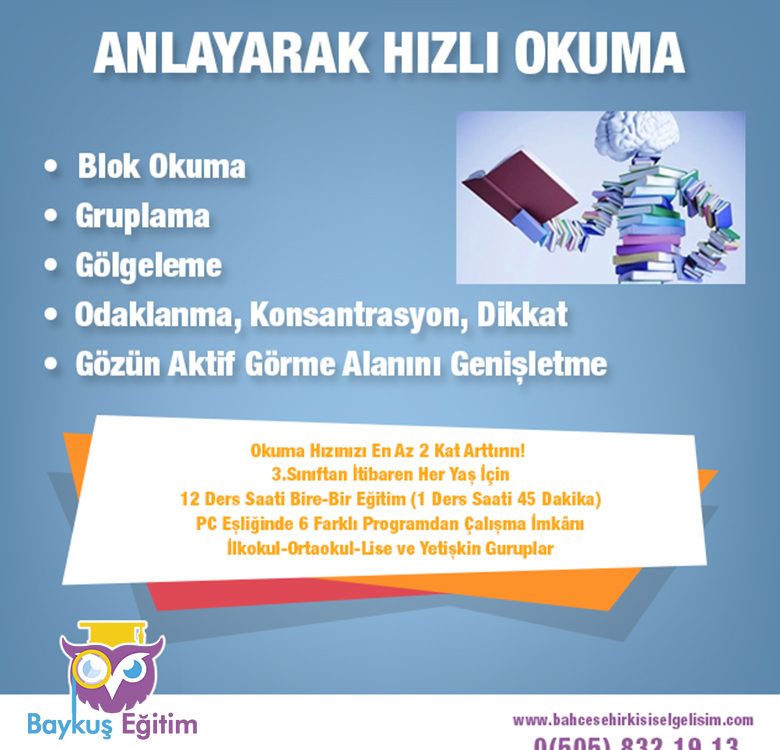 ANLAYARAK HIZLI OKUMA
• Blok Okuma
• Gruplama
• Gölgeleme
• Odaklanma, Konsantrasyon, Dikkat
• Gözün Aktif Görme Alanını Genişletme
Okuma Hızınızı En Az 2 Kat Arttırın!
3.Sınıftan İtibaren Her Yaş İçin
12 Ders Saati Bire-Bir Eğitim (1 Ders Saati 45 Dakika)
PC Eşliğinde 6 Farklı Programdan Çalışma İmkânı
İlkokul-Ortaokul-Lise ve Yetişkin Guruplar
Baykuş Eğitim
www.bahcesehirkisiselgelisim.com
0(505) 832 19 13